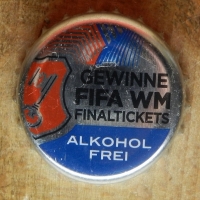 GEWINNE
FIFA WM
FINALTICKETS
ALKOHOL
FREI